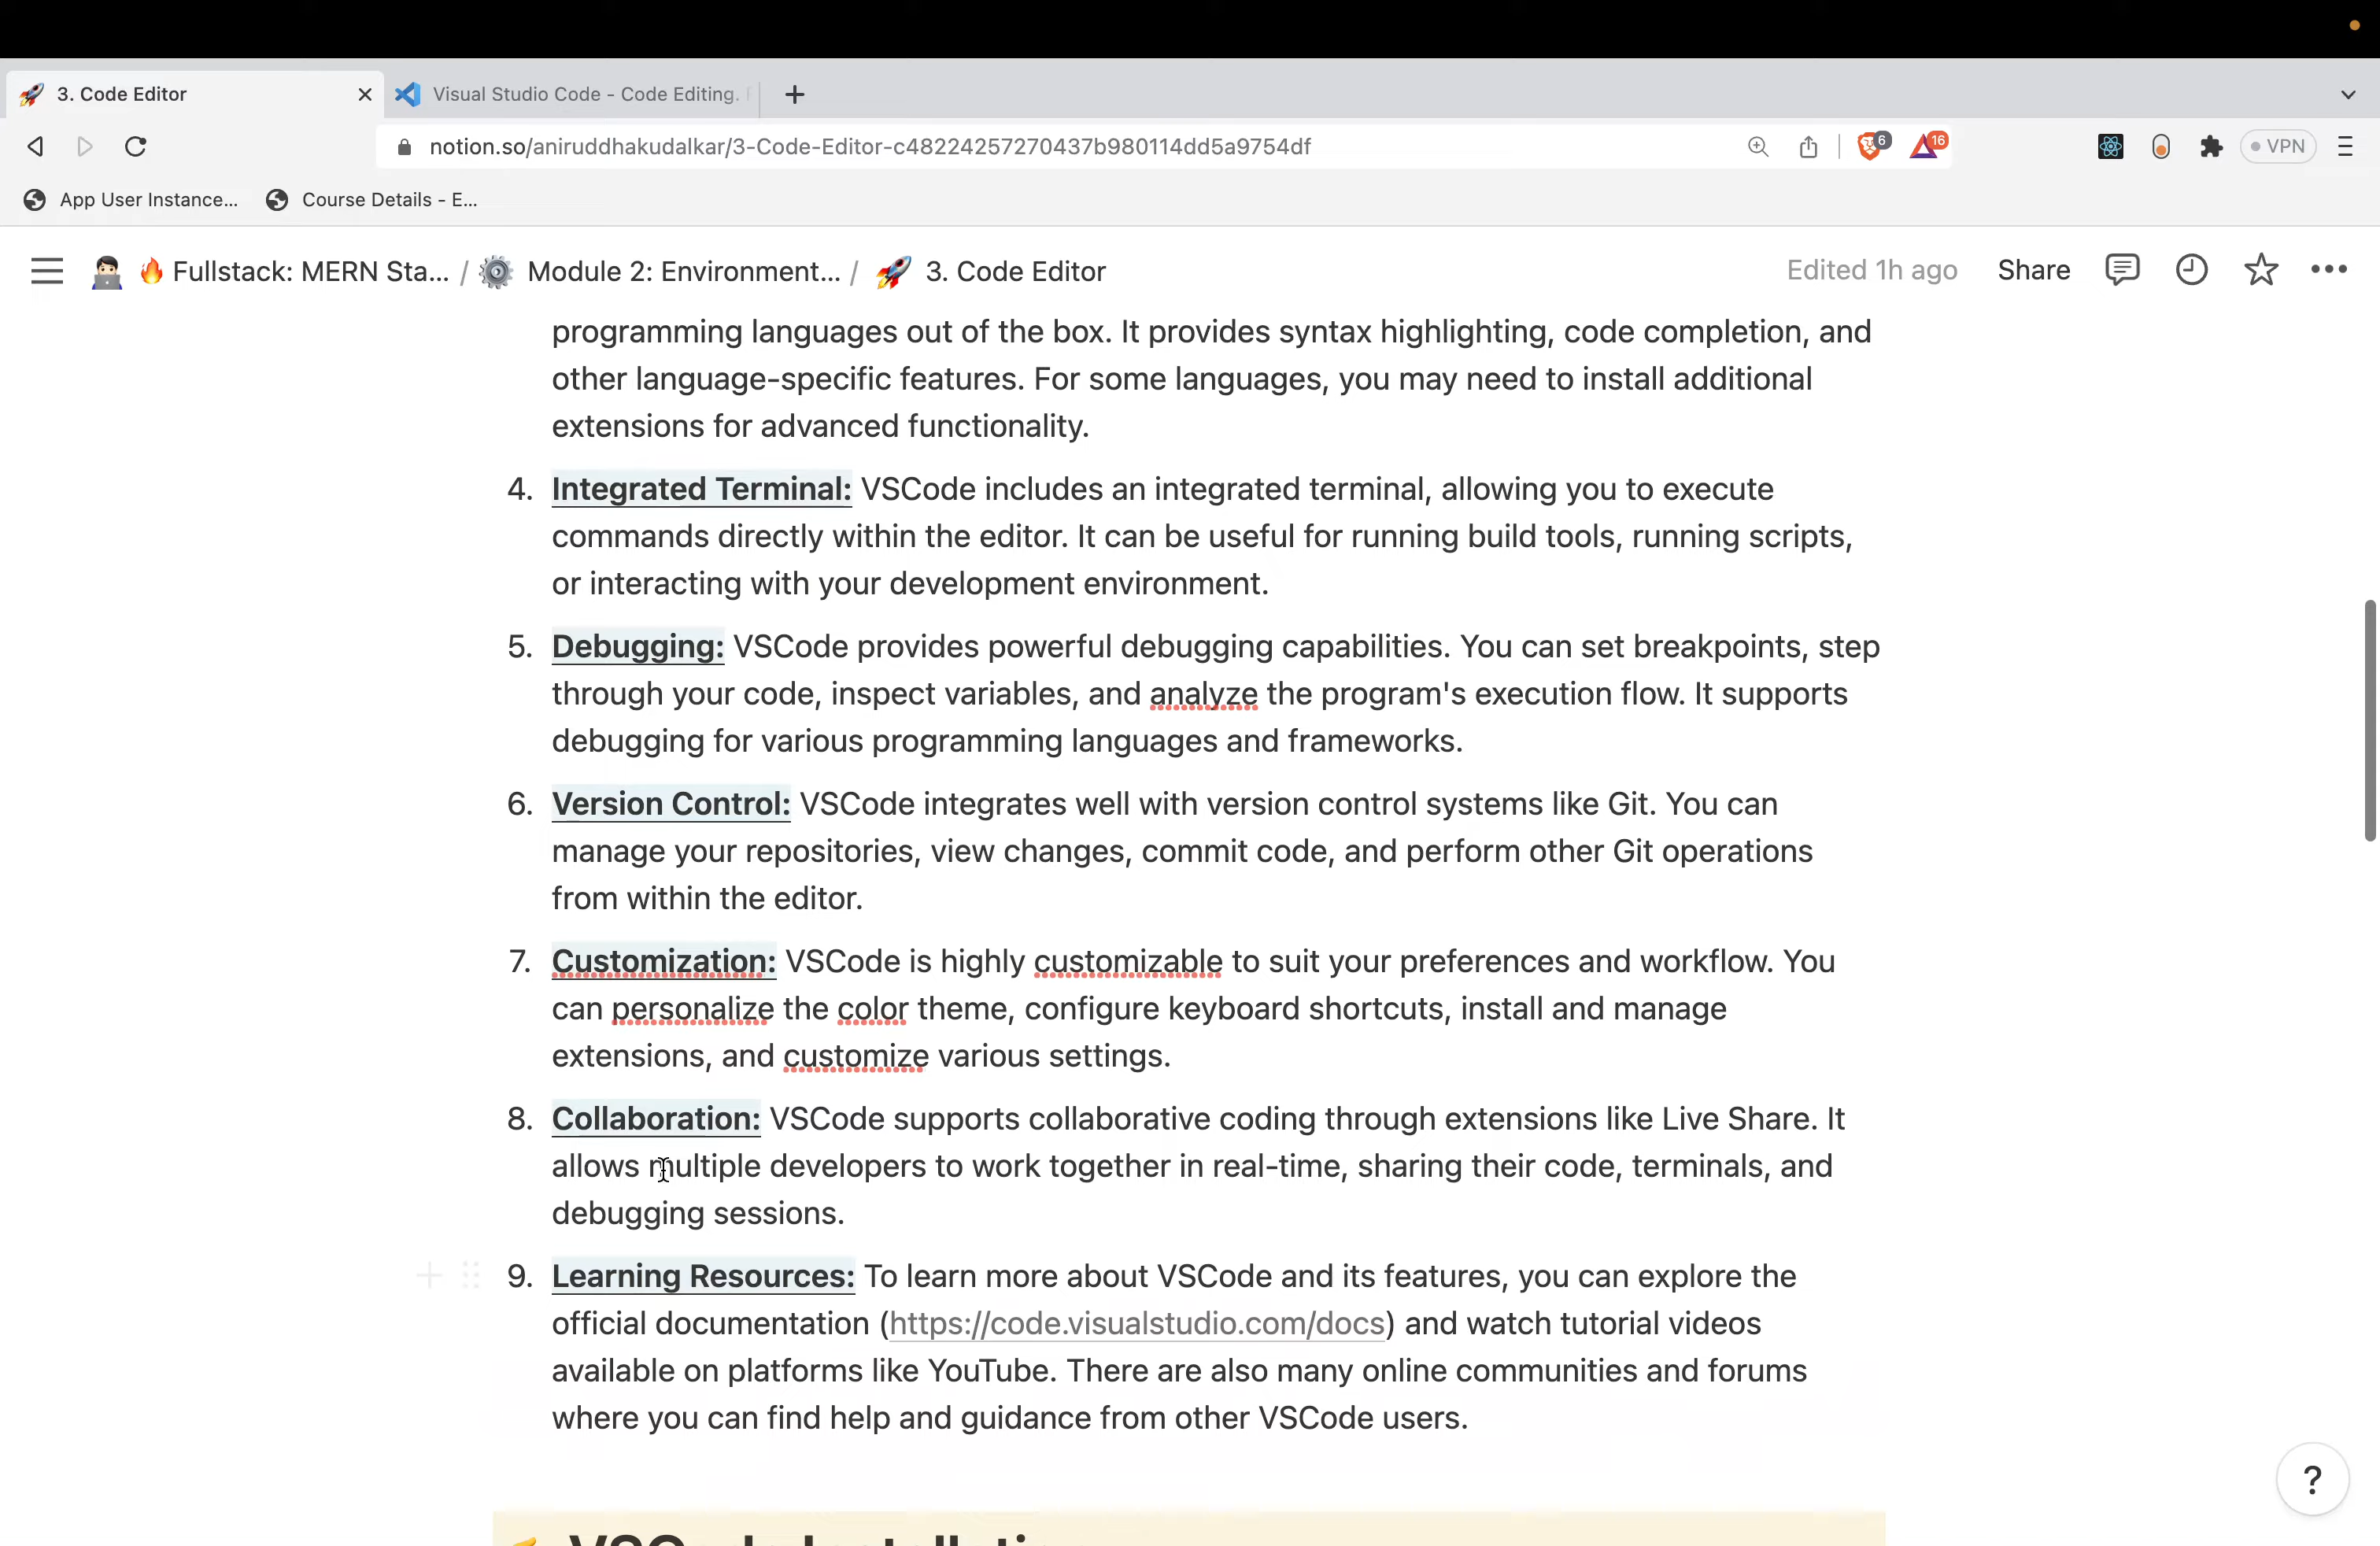 3. Code Editor
Visual Studio Code - Code Editing.
notion.so/aniruddhakudalkar/3-Code-Editor-c48224257270437b980114dd5a9754df
6
16
VPN
App User Instance...
Course Details - E...
Fullstack: MERN Sta... / Module 2: Environment... / 3. Code Editor
Edited 1h ago
Share
programming languages out of the box. It provides syntax highlighting, code completion, and
other language-specific features. For some languages, you may need to install additional
extensions for advanced functionality.
4. Integrated Terminal: VSCode includes an integrated terminal, allowing you to execute
commands directly within the editor. It can be useful for running build tools, running scripts,
or interacting with your development environment.
5. Debugging: VSCode provides powerful debugging capabilities. You can set breakpoints, step
through your code, inspect variables, and analyze the program's execution flow. It supports
debugging for various programming languages and frameworks.
6. Version Control: VSCode integrates well with version control systems like Git. You can
manage your repositories, view changes, commit code, and perform other Git operations
from within the editor.
7. Customization: VSCode is highly customizable to suit your preferences and workflow. You
can personalize the color theme, configure keyboard shortcuts, install and manage
extensions, and customize various settings.
8. Collaboration: VSCode supports collaborative coding through extensions like Live Share. It
allows multiple developers to work together in real-time, sharing their code, terminals, and
debugging sessions.
9. Learning Resources: To learn more about VSCode and its features, you can explore the
official documentation (https://code.visualstudio.com/docs) and watch tutorial videos
available on platforms like YouTube. There are also many online communities and forums
where you can find help and guidance from other VSCode users.
?